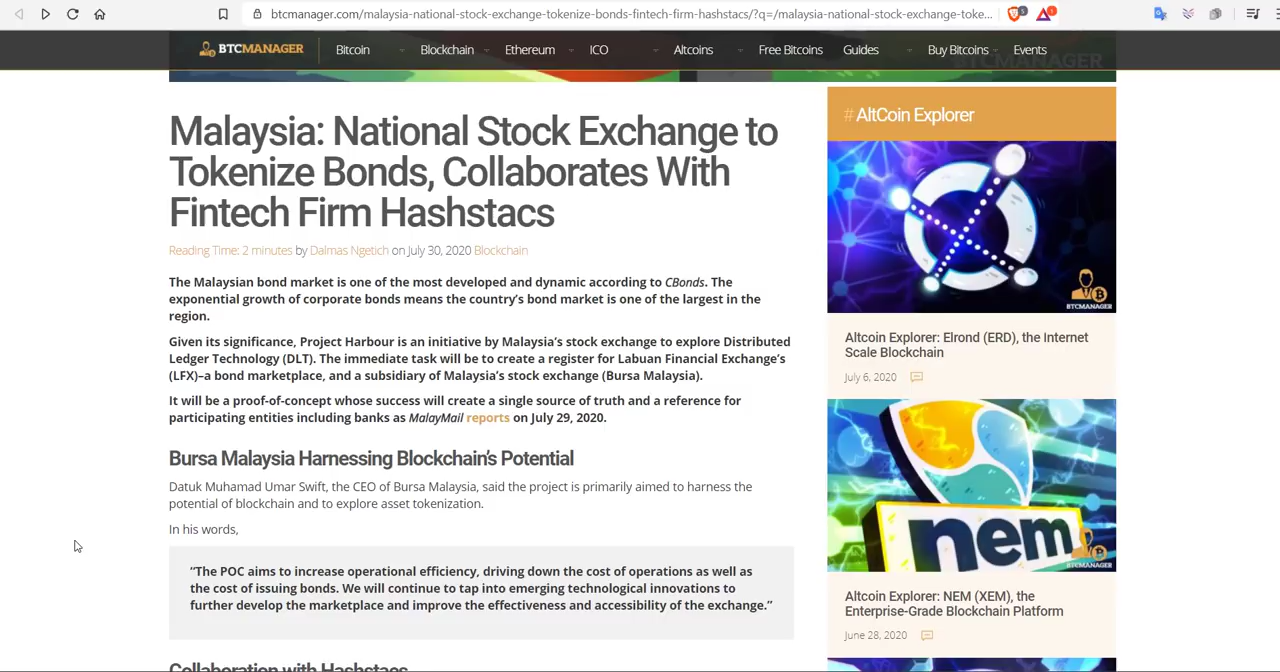 btcmanager.com/malaysia-national-stock-exchange-tokenize-bonds-fintech-firm-hashstacs/?q=/malaysia-national-stock-exchange-toke...
BTCMANAGER
Bitcoin
Blockchain
Ethereum
ICO
Altcoins
Free Bitcoins
Guides
Buy Bitcoins
Events
BTCMANAGER
Malaysia: National Stock Exchange to
Tokenize Bonds, Collaborates With
Fintech Firm Hashstacs
Reading Time: 2 minutes by Dalmas Ngetich on July 30, 2020 Blockchain
The Malaysian bond market is one of the most developed and dynamic according to CBonds. The
exponential growth of corporate bonds means the country's bond market is one of the largest in the
region.
Given its significance, Project Harbour is an initiative by Malaysia's stock exchange to explore Distributed
Ledger Technology (DLT). The immediate task will be to create a register for Labuan Financial Exchange's
(LFX)–a bond marketplace, and a subsidiary of Malaysia's stock exchange (Bursa Malaysia).
It will be a proof-of-concept whose success will create a single source of truth and a reference for
participating entities including banks as MalayMail reports on July 29, 2020.
Bursa Malaysia Harnessing Blockchain's Potential
Datuk Muhamad Umar Swift, the CEO of Bursa Malaysia, said the project is primarily aimed to harness the
potential of blockchain and to explore asset tokenization.
In his words,
“The POC aims to increase operational efficiency, driving down the cost of operations as well as
the cost of issuing bonds. We will continue to tap into emerging technological innovations to
further develop the marketplace and improve the effectiveness and accessibility of the exchange.”
Collaboration with Hashstacs
# AltCoin Explorer
BTCMANAGER
Altcoin Explorer: Elrond (ERD), the Internet
Scale Blockchain
July 6, 2020
nem
BTCMANAGER
Altcoin Explorer: NEM (XEM), the
Enterprise-Grade Blockchain Platform
June 28, 2020